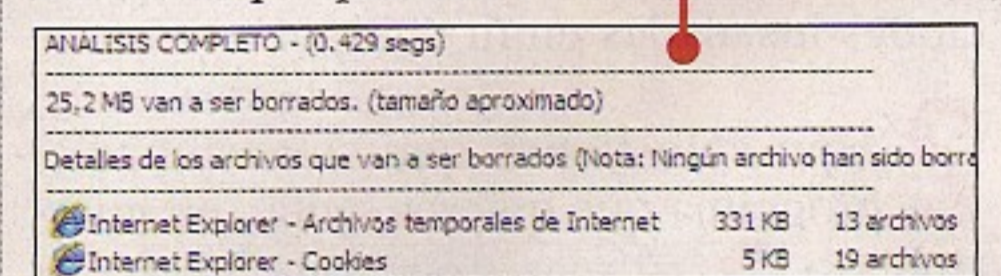 ANALISIS COMPLETO - (0.429 segs)
25,2 MB van a ser borrados. (tamaño aproximado)
Detalles de los archivos que van a ser borrados (Nota: Ningún archivo han sido borra
Internet Explorer - Archivos temporales de Internet 331 KB 13 archivos
Internet Explorer - Cookies 5 KB 19 archivos